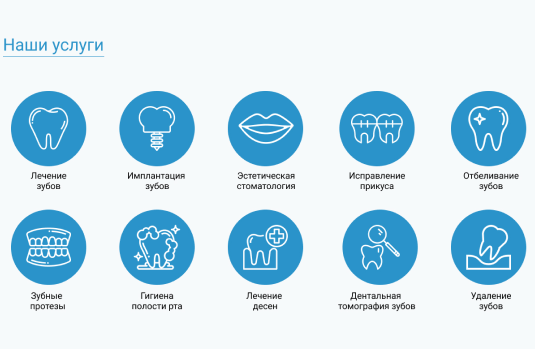 Наши услуги
Лечение
зубов
Имплантация
зубов
Эстетическая
стоматология
Исправление
прикуса
Отбеливание
зубов
Зубные
протезы
Гигиена
полости рта
Лечение
десен
Дентальная
томография зубов
Удаление
зубов